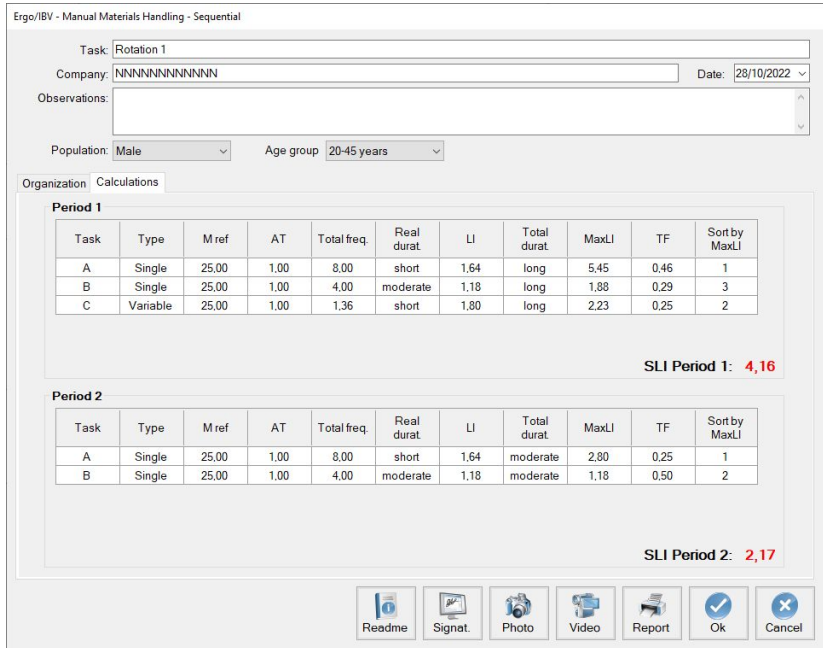 Ergo/IBV - Manual Materials Handling - Sequential
Task: Rotation 1
Company: NNNNNNNNNNNN Date: 28/10/2022
Observations:
Population: Male Age group 20-45 years
Organization Calculations
Period 1
Task Type M ref AT Total freq. Real durat. LI Total durat. MaxLI TF Sort by MaxLI
A Single 25,00 1,00 8,00 short 1,64 long 5,45 0,46 1
B Single 25,00 1,00 4,00 moderate 1,18 long 1,88 0,29 3
C Variable 25,00 1,00 1,36 short 1,80 long 2,23 0,25 2
SLI Period 1: 4,16
Period 2
Task Type M ref AT Total freq. Real durat. LI Total durat. MaxLI TF Sort by MaxLI
A Single 25,00 1,00 8,00 short 1,64 moderate 2,80 0,25 1
B Single 25,00 1,00 4,00 moderate 1,18 moderate 1,18 0,50 2
SLI Period 2: 2,17
Readme Signat. Photo Video Report Ok Cancel